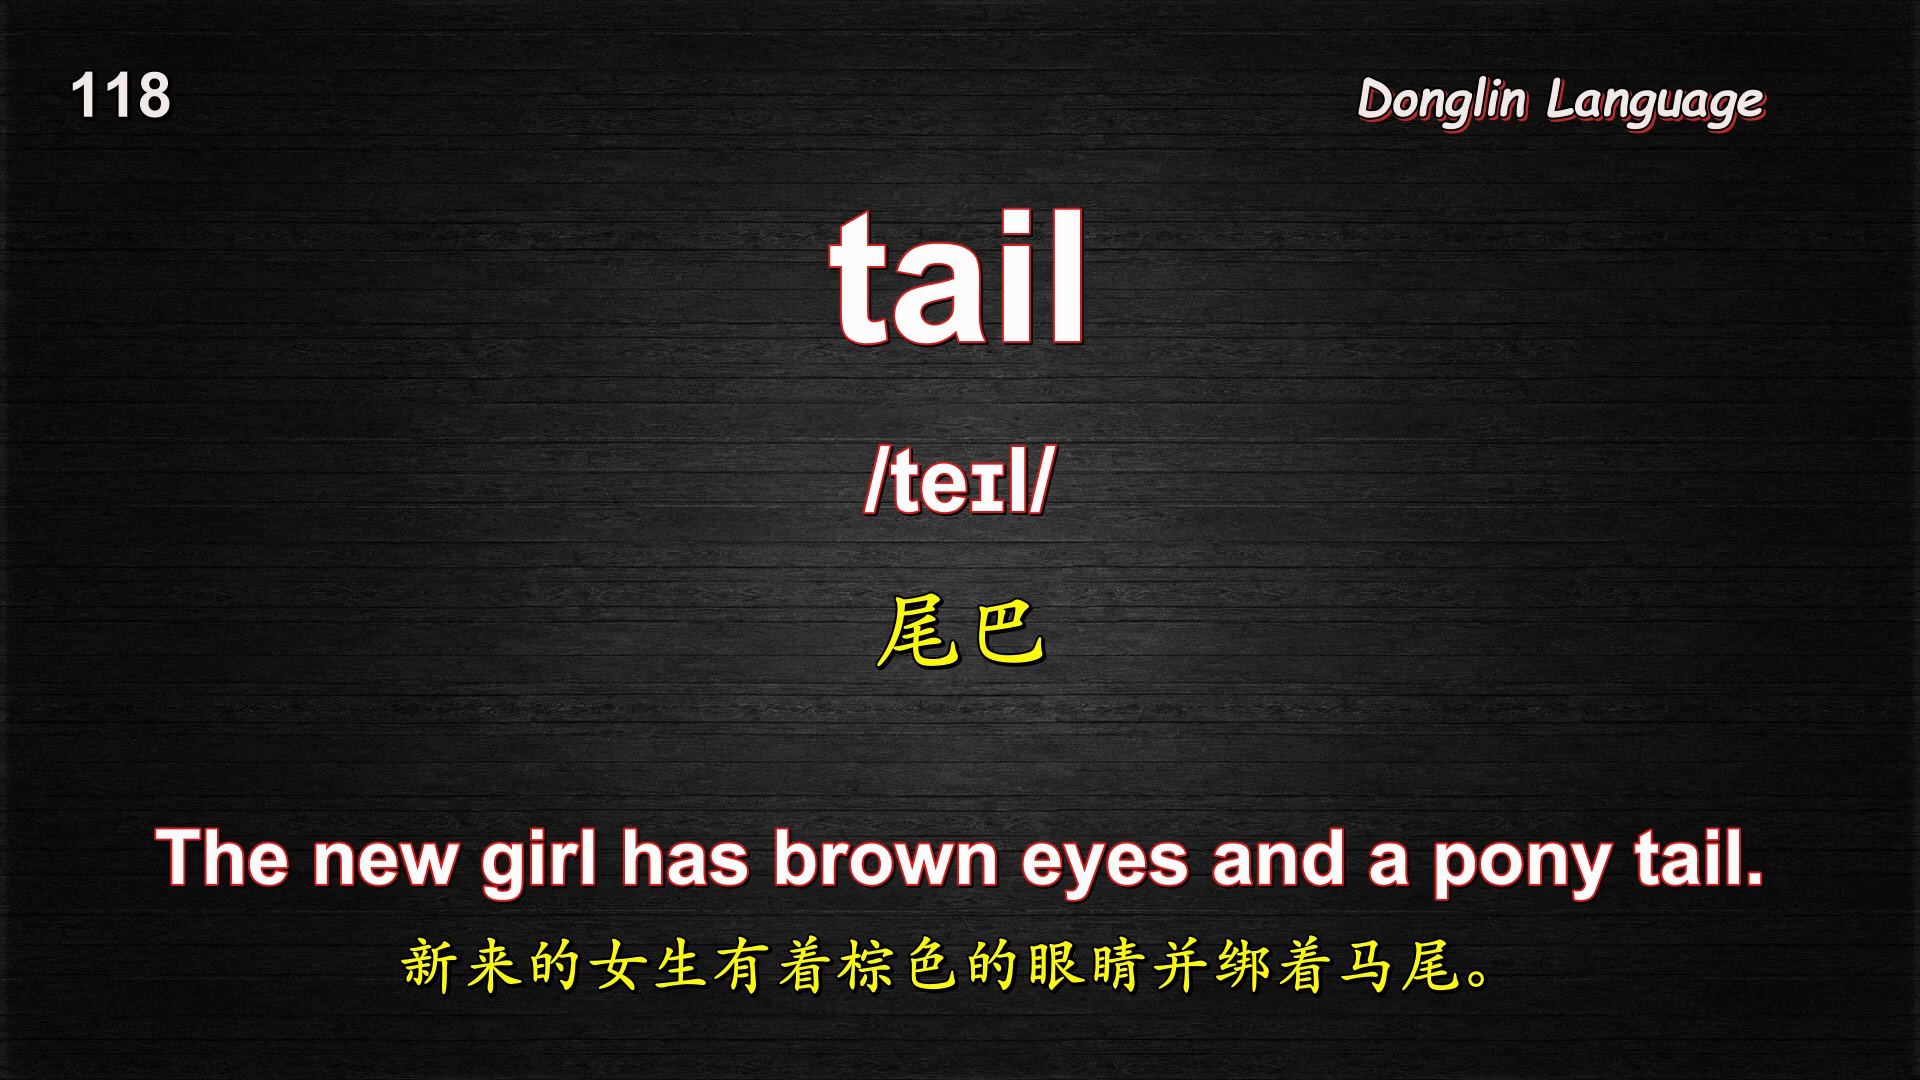 118
Donglin Language
tail
/teɪl/
尾巴
The new girl has brown eyes and a pony tail.
新来的女生有着棕色的眼睛并绑着马尾。